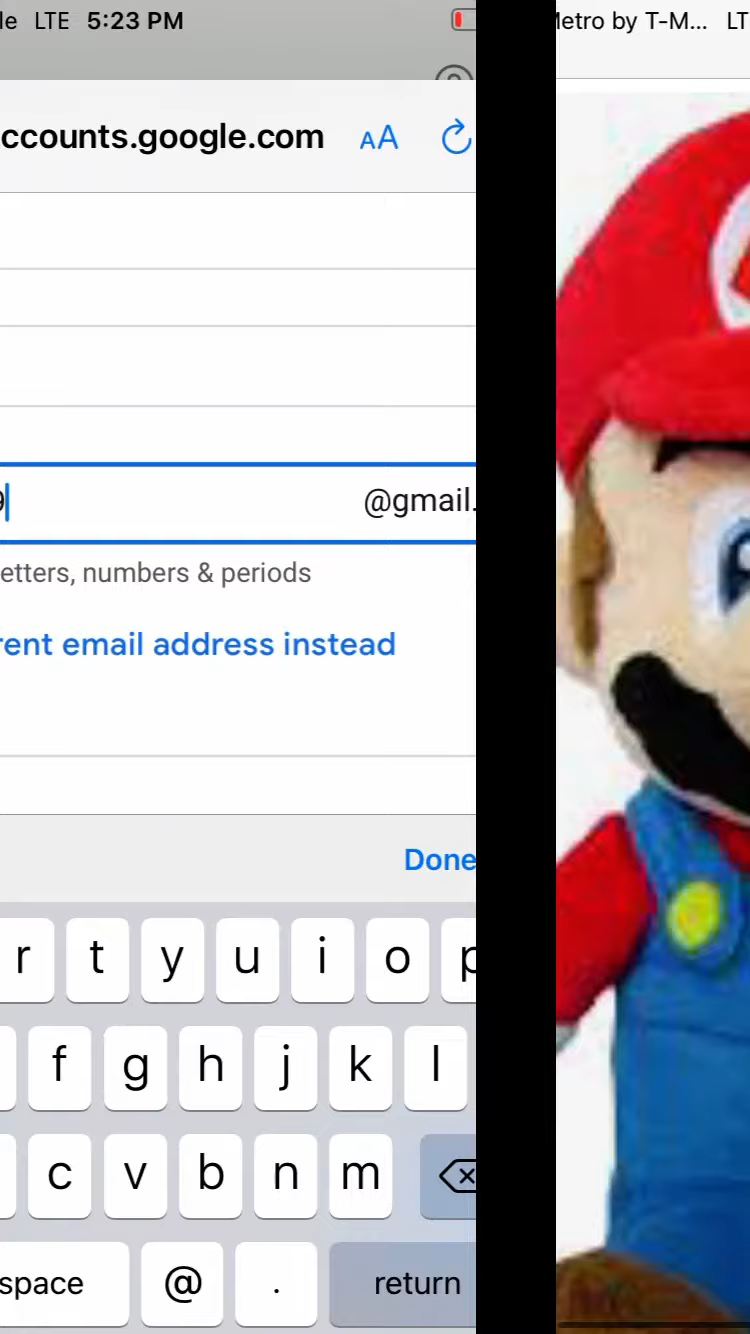 le LTE 5:23 PM
etro by T-M... LT
ccounts.google.com AA
9 @gmail.
etters, numbers & periods
rent email address instead
Done
r t y u i o p
f g h j k l
c v b n m
space @ . return